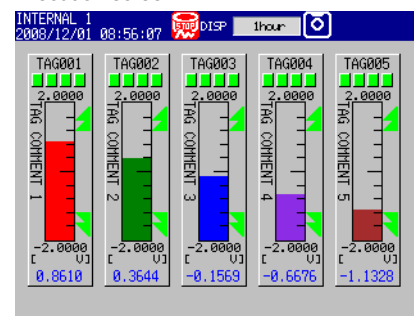 INTERNAL 1
2008/12/01 08:56:07 STOP DISP 1hour
TAG001 TAG002 TAG003 TAG004 TAG005
2.0000 2.0000 2.0000 2.0000 2.0000
TAG COMMENT 1
TAG COMMENT 2
TAG COMMENT 3
TAG COMMENT 4
TAG COMMENT 5
-2.0000 -2.0000 -2.0000 -2.0000 -2.0000
[ V] [ V] [ V] [ V] [ V]
0.8610 0.3644 -0.1569 -0.6676 -1.1328